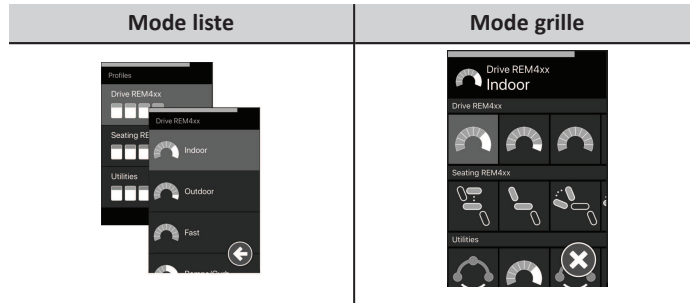 Mode liste
Mode grille
Profiles
Drive REM4xx
Seating RE
Utilities
Drive REM4xx
Indoor
Outdoor
Fast
Drive REM4xx
Indoor
Drive REM4xx
Seating REM4xx
Utilities